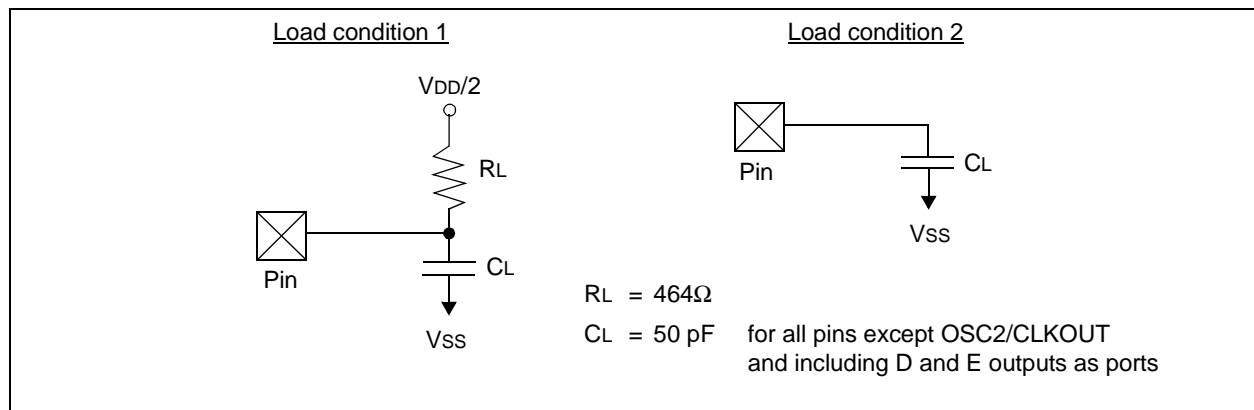 Load condition 1
VDD/2
RL
Pin
CL
VSS
Load condition 2
Pin
CL
VSS
RL = 464Ω
CL = 50 pF for all pins except OSC2/CLKOUT
and including D and E outputs as ports